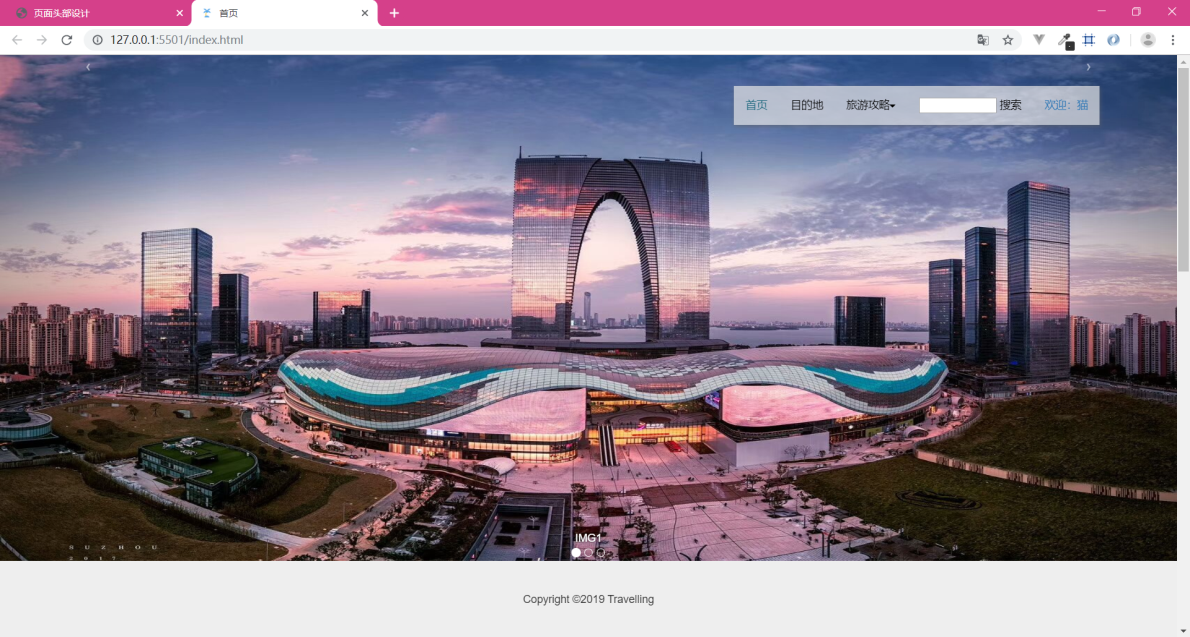 页面头部设计
首页
127.0.0.1:5501/index.html
首页 目的地 旅游攻略 搜索 欢迎：猫
SUZHOU
IMG1
Copyright ©2019 Travelling